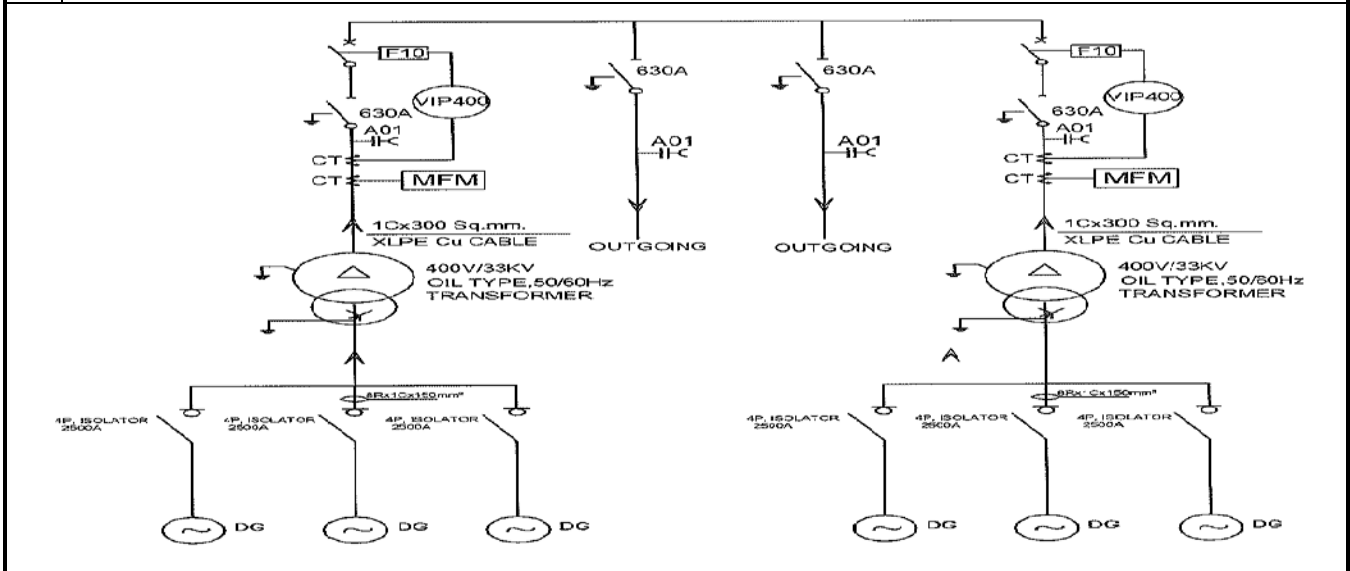 F10
VIP400
630A
A01
CT
CT
MFM
1Cx300 Sq.mm.
XLPE Cu CABLE
400V/33KV
OIL TYPE,50/60Hz
TRANSFORMER
630A
A01
OUTGOING
630A
A01
OUTGOING
F10
VIP400
630A
A01
CT
CT
MFM
1Cx300 Sq.mm.
XLPE Cu CABLE
400V/33KV
OIL TYPE,50/60Hz
TRANSFORMER
8Rx1Cx150mm²
4P, ISOLATOR
2500A
4P, ISOLATOR
2500A
4P, ISOLATOR
2500A
DG
DG
DG
4P, ISOLATOR
2500A
4P, ISOLATOR
2500A
4P, ISOLATOR
2500A
DG
DG
DG